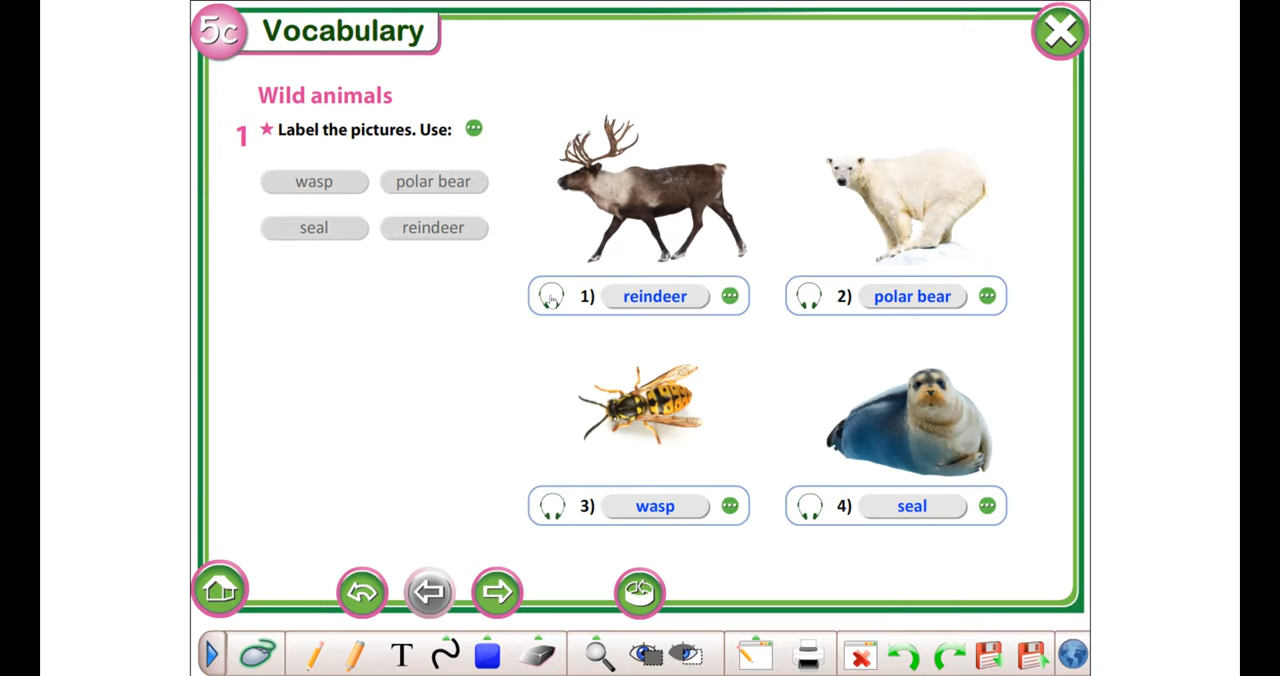 5c Vocabulary
Wild animals
1 ★ Label the pictures. Use:
wasp polar bear
seal reindeer
1) reindeer
2) polar bear
3) wasp
4) seal
T